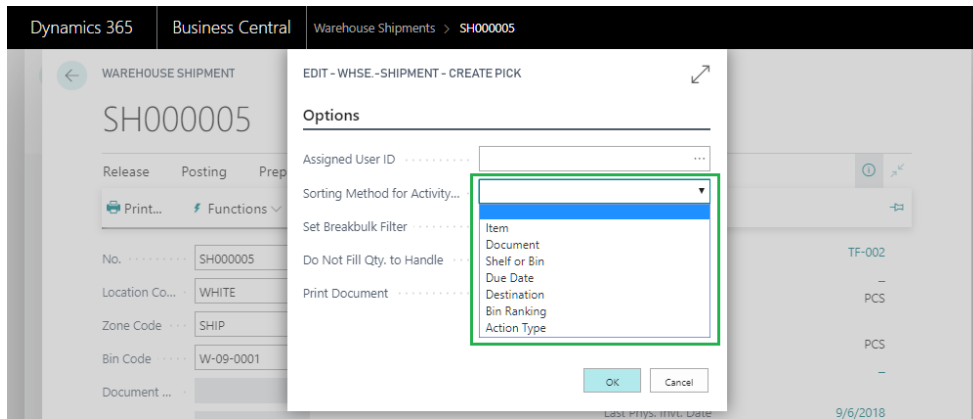 Dynamics 365 Business Central Warehouse Shipments > SH000005
WAREHOUSE SHIPMENT
SH000005
Release Posting Prep
Print... Functions
No. SH000005
Location Co... WHITE
Zone Code SHIP
Bin Code W-09-0001
Document ...
EDIT - WHSE.-SHIPMENT - CREATE PICK
Options
Assigned User ID ...
Sorting Method for Activity...
Item
Document
Shelf or Bin
Due Date
Destination
Bin Ranking
Action Type
Set Breakbulk Filter
Do Not Fill Qty. to Handle
Print Document
OK Cancel
TF-002
–
PCS
PCS
–
Last Phys. Invt. Date 9/6/2018